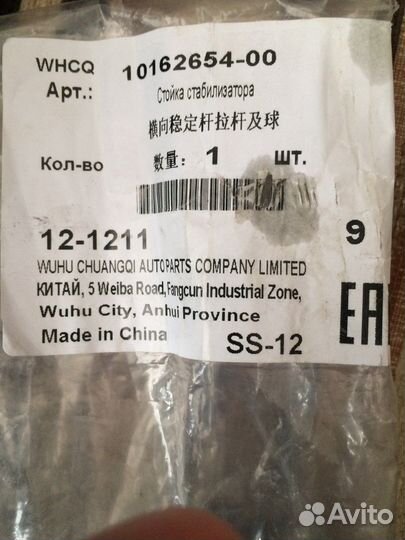 WHCQ 10162654-00
Арт.: Стойка стабилизатора
横向稳定杆拉杆及球
Кол-во 数量: 1 шт.
12-1211 9
WUHU CHUANGQI AUTOPARTS COMPANY LIMITED
КИТАЙ, 5 Weiba Road, Fangcun Industrial Zone,
Wuhu City, Anhui Province
Made in China SS-12
EAC
Avito